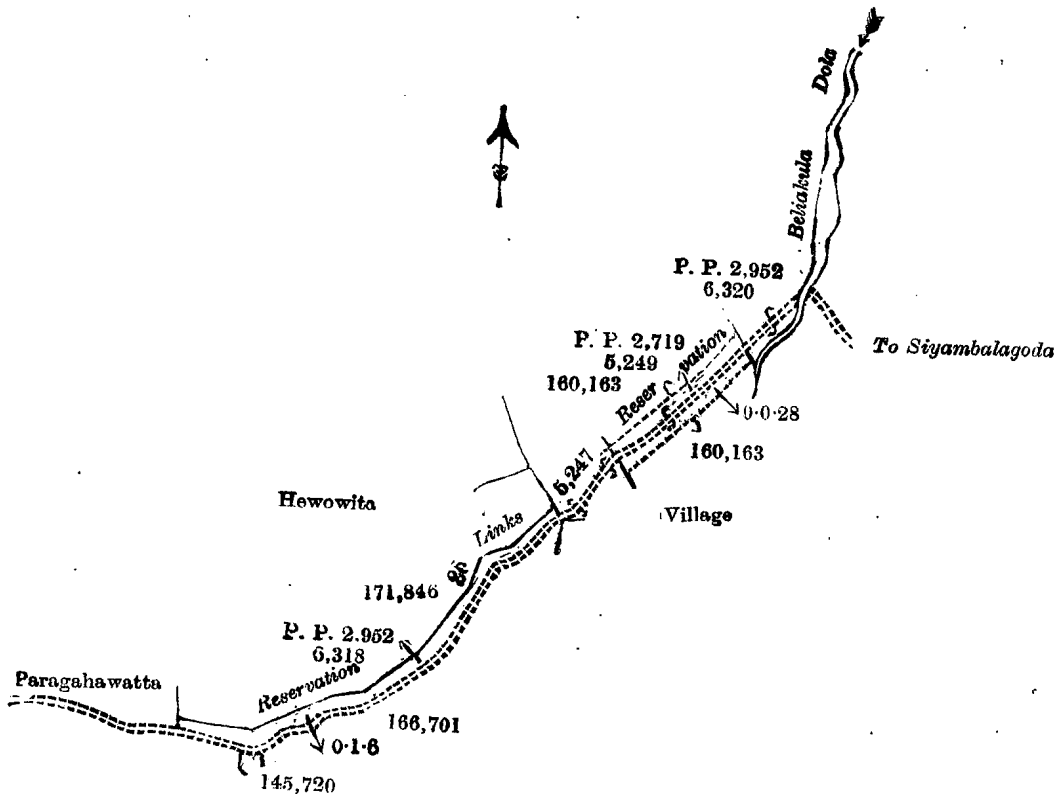 Dola
Beliakula
P. P. 2,952
6,320
To Siyambalagoda
P. P. 2,719
5,249
160,163
Reservation
0·0·28
160,163
5,247
Village
Hewowita
Links
171,846
P. P. 2.952
6,318
Reservation
Paragahawatta
166,701
0·1·6
145,720